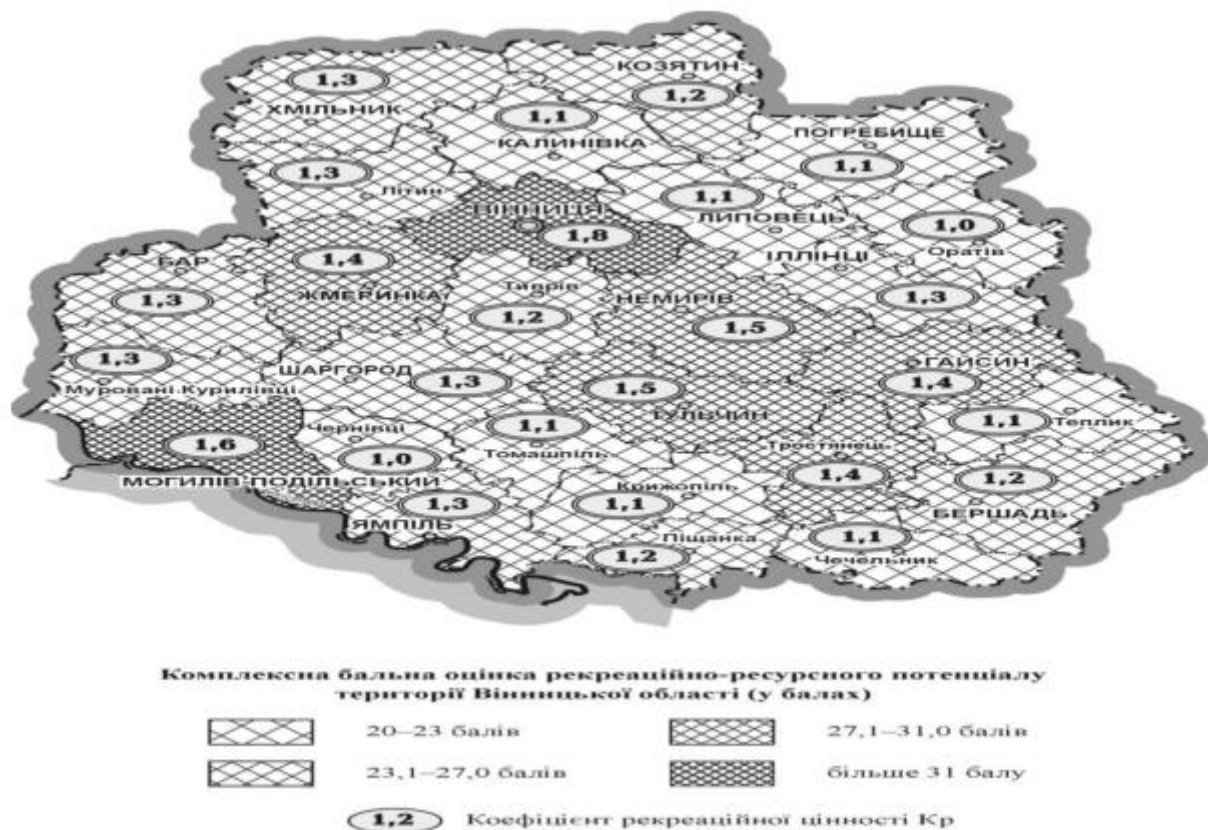 1,3
ХМІЛЬНИК
КОЗЯТИН
1,2
1,1
КАЛИНІВКА
ПОГРЕБИЩЕ
1,1
1,3
Літин
ВІННИЦЯ
1,8
1,1
ЛИПОВЕЦЬ
1,0
Оратів
ІЛЛІНЦІ
1,3
БАР
1,3
1,4
ЖМЕРИНКА
Тиврів
1,2
НЕМИРІВ
1,5
1,3
Муровані Курилівці
ШАРГОРОД
1,3
1,5
ТУЛЬЧИН
ГАЙСИН
1,4
1,6
МОГИЛІВ-ПОДІЛЬСЬКИЙ
Чернівці
1,0
1,1
Томашпіль
1,1
Теплик
Тростянець
1,4
1,2
БЕРШАДЬ
1,3
ЯМПІЛЬ
Крижопіль
1,1
Піщанка
1,2
1,1
Чечельник
Комплексна бальна оцінка рекреаційно-ресурсного потенціалу
території Вінницької області (у балах)
20–23 балів
27,1–31,0 балів
23,1–27,0 балів
більше 31 балу
1,2 Коефіцієнт рекреаційної цінності Кр